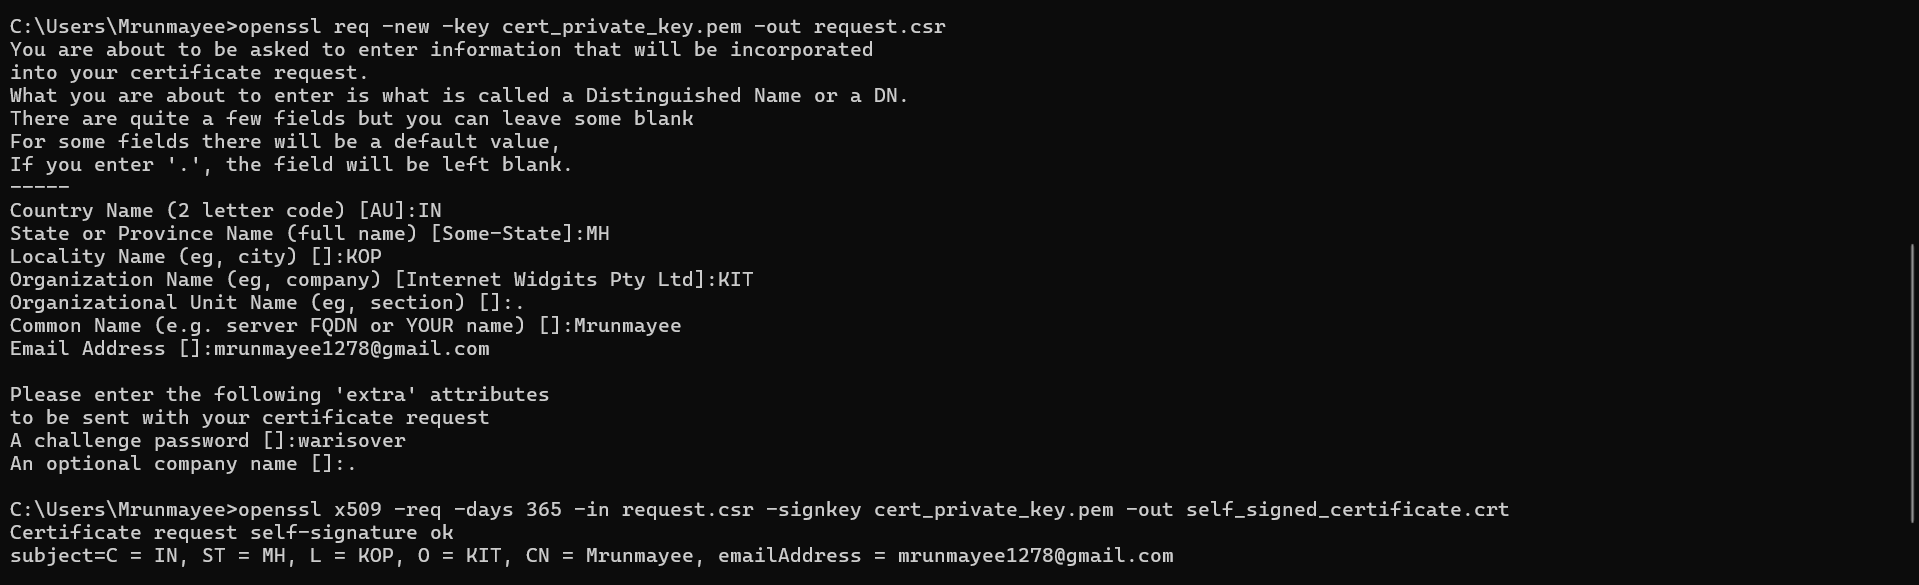 C:\Users\Mrunmayee>openssl req -new -key cert_private_key.pem -out request.csr
You are about to be asked to enter information that will be incorporated
into your certificate request.
What you are about to enter is what is called a Distinguished Name or a DN.
There are quite a few fields but you can leave some blank
For some fields there will be a default value,
If you enter '.', the field will be left blank.
-----
Country Name (2 letter code) [AU]:IN
State or Province Name (full name) [Some-State]:MH
Locality Name (eg, city) []:KOP
Organization Name (eg, company) [Internet Widgits Pty Ltd]:KIT
Organizational Unit Name (eg, section) []:.
Common Name (e.g. server FQDN or YOUR name) []:Mrunmayee
Email Address []:mrunmayee1278@gmail.com

Please enter the following 'extra' attributes
to be sent with your certificate request
A challenge password []:warisover
An optional company name []:.

C:\Users\Mrunmayee>openssl x509 -req -days 365 -in request.csr -signkey cert_private_key.pem -out self_signed_certificate.crt
Certificate request self-signature ok
subject=C = IN, ST = MH, L = KOP, O = KIT, CN = Mrunmayee, emailAddress = mrunmayee1278@gmail.com